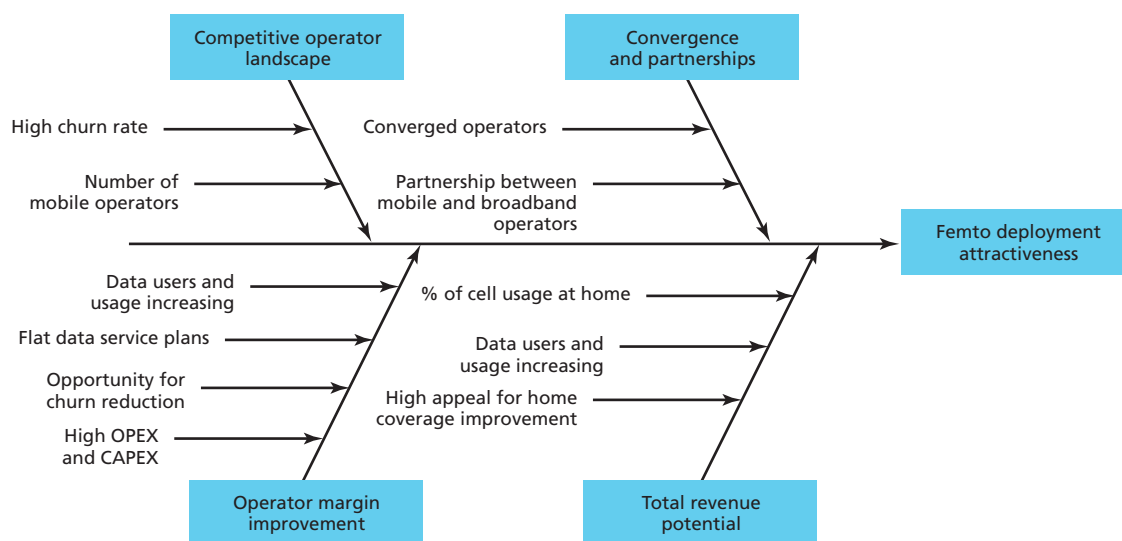 Competitive operator
landscape
Convergence
and partnerships
High churn rate
Converged operators
Number of
mobile operators
Partnership between
mobile and broadband
operators
Femto deployment
attractiveness
Data users and
usage increasing
% of cell usage at home
Flat data service plans
Data users and
usage increasing
Opportunity for
churn reduction
High appeal for home
coverage improvement
High OPEX
and CAPEX
Operator margin
improvement
Total revenue
potential